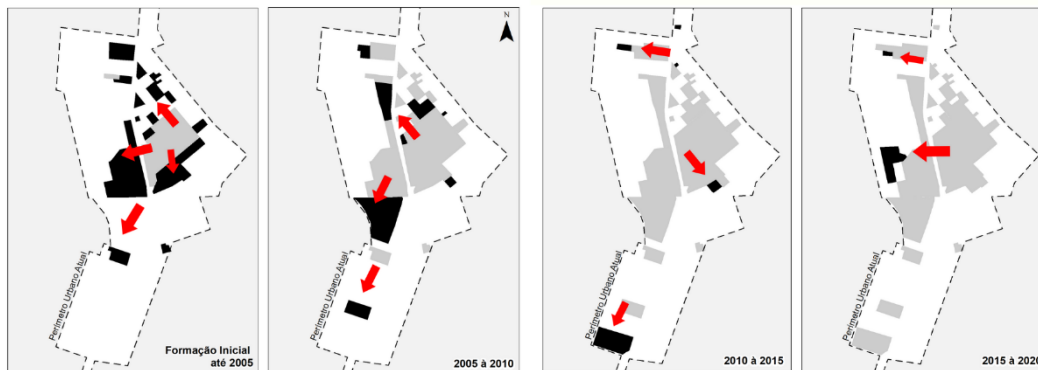 Perímetro Urbano Atual
Formação Inicial
até 2005
N
Perímetro Urbano Atual
2005 à 2010
Perímetro Urbano Atual
2010 à 2015
Perímetro Urbano Atual
2015 à 2020